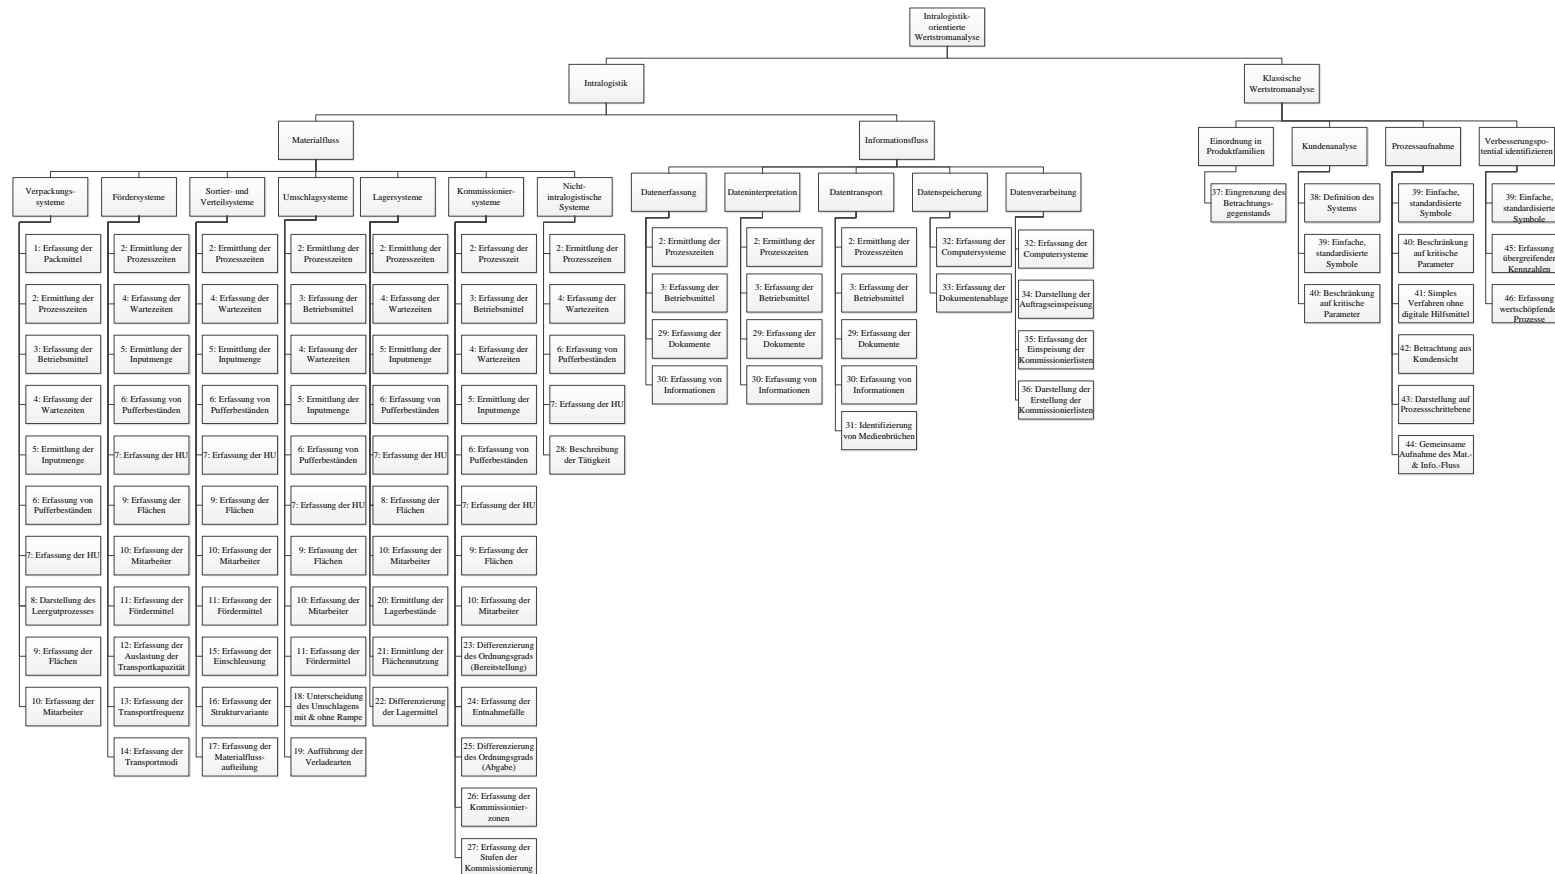 Intralogistik-
orientierte
Wertstromanalyse
Intralogistik
Klassische
Wertstromanalyse
Materialfluss
Informationsfluss
Einordnung in
Produktfamilien
Kundenanalyse
Prozessaufnahme
Verbesserungspo-
tential identifizieren
Verpackungs-
systeme
Fördersysteme
Sortier- und
Verteilsysteme
Umschlagsysteme
Lagersysteme
Kommissionier-
systeme
Nicht-
intralogistische
Systeme
Datenerfassung
Dateninterpretation
Datentransport
Datenspeicherung
Datenverarbeitung
1: Erfassung der
Packmittel
2: Ermittlung der
Prozesszeiten
3: Erfassung der
Betriebsmittel
4: Erfassung der
Wartezeiten
5: Ermittlung der
Inputmenge
6: Erfassung von
Pufferbeständen
7: Erfassung der HU
8: Darstellung des
Leergutprozesses
9: Erfassung der
Flächen
10: Erfassung der
Mitarbeiter
2: Ermittlung der
Prozesszeiten
4: Erfassung der
Wartezeiten
5: Ermittlung der
Inputmenge
6: Erfassung von
Pufferbeständen
7: Erfassung der HU
9: Erfassung der
Flächen
10: Erfassung der
Mitarbeiter
11: Erfassung der
Fördermittel
12: Erfassung der
Auslastung der
Transportkapazität
13: Erfassung der
Transportfrequenz
14: Erfassung der
Transportmodi
2: Ermittlung der
Prozesszeiten
4: Erfassung der
Wartezeiten
5: Ermittlung der
Inputmenge
6: Erfassung von
Pufferbeständen
7: Erfassung der HU
9: Erfassung der
Flächen
10: Erfassung der
Mitarbeiter
11: Erfassung der
Fördermittel
15: Erfassung der
Einschleusung
16: Erfassung der
Strukturvariante
17: Erfassung der
Materialfluss-
aufteilung
2: Ermittlung der
Prozesszeiten
3: Erfassung der
Betriebsmittel
4: Erfassung der
Wartezeiten
5: Ermittlung der
Inputmenge
6: Erfassung von
Pufferbeständen
7: Erfassung der HU
9: Erfassung der
Flächen
10: Erfassung der
Mitarbeiter
11: Erfassung der
Fördermittel
18: Unterscheidung
des Umschlagens
mit & ohne Rampe
19: Aufführung der
Verladearten
2: Ermittlung der
Prozesszeiten
4: Erfassung der
Wartezeiten
5: Ermittlung der
Inputmenge
6: Erfassung von
Pufferbeständen
7: Erfassung der HU
8: Erfassung der
Flächen
10: Erfassung der
Mitarbeiter
20: Ermittlung der
Lagerbestände
21: Ermittlung der
Flächennutzung
22: Differenzierung
der Lagermittel
2: Erfassung der
Prozesszeit
3: Erfassung der
Betriebsmittel
4: Erfassung der
Wartezeiten
5: Ermittlung der
Inputmenge
6: Erfassung von
Pufferbeständen
7: Erfassung der HU
9: Erfassung der
Flächen
10: Erfassung der
Mitarbeiter
23: Differenzierung
des Ordnungsgrads
(Bereitstellung)
24: Erfassung der
Entnahmefälle
25: Differenzierung
des Ordnungsgrads
(Abgabe)
26: Erfassung der
Kommissionier-
zonen
27: Erfassung der
Stufen der
Kommissionierung
2: Ermittlung der
Prozesszeiten
4: Erfassung der
Wartezeiten
6: Erfassung von
Pufferbeständen
7: Erfassung der HU
28: Beschreibung
der Tätigkeit
2: Ermittlung der
Prozesszeiten
3: Erfassung der
Betriebsmittel
29: Erfassung der
Dokumente
30: Erfassung von
Informationen
2: Ermittlung der
Prozesszeiten
3: Erfassung der
Betriebsmittel
29: Erfassung der
Dokumente
30: Erfassung von
Informationen
2: Ermittlung der
Prozesszeiten
3: Erfassung der
Betriebsmittel
29: Erfassung der
Dokumente
30: Erfassung von
Informationen
31: Identifizierung
von Medienbrüchen
32: Erfassung der
Computersysteme
33: Erfassung der
Dokumentenablage
32: Erfassung der
Computersysteme
34: Darstellung der
Auftragseinspeisung
35: Erfassung der
Einspeisung der
Kommissionierlisten
36: Darstellung der
Erstellung der
Kommissionierlisten
37: Eingrenzung des
Betrachtungs-
gegenstands
38: Definition des
Systems
39: Einfache,
standardisierte
Symbole
40: Beschränkung
auf kritische
Parameter
39: Einfache,
standardisierte
Symbole
40: Beschränkung
auf kritische
Parameter
41: Simples
Verfahren ohne
digitale Hilfsmittel
42: Betrachtung aus
Kundensicht
43: Darstellung auf
Prozessschrittebene
44: Gemeinsame
Aufnahme des Mat.-
& Info.-Fluss
39: Einfache,
standardisierte
Symbole
45: Erfassung
übergreifender
Kennzahlen
46: Erfassung
wertschöpfende
Prozesse